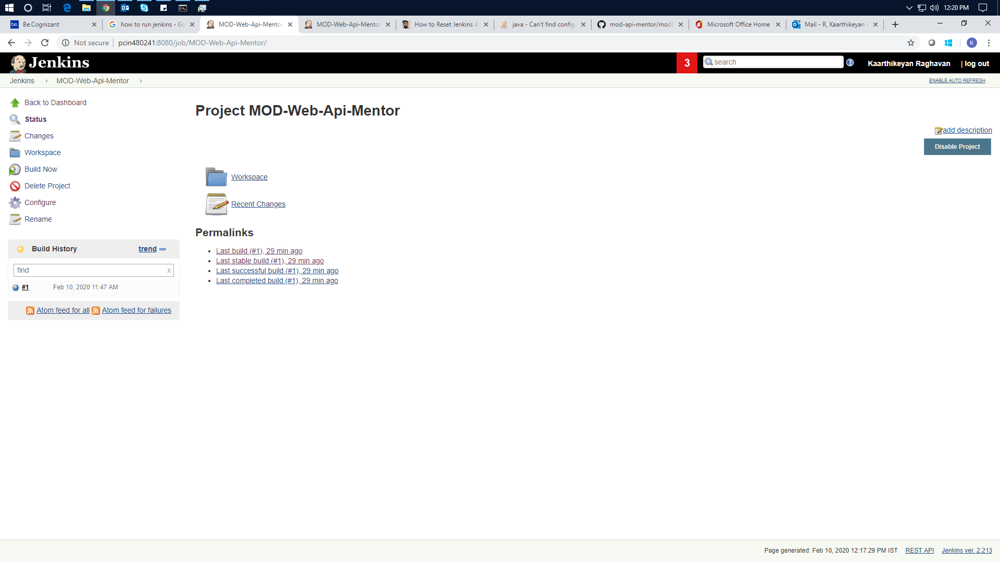 12:20 PM
Be.Cognizant
how to run jenkins - Go
MOD-Web-Api-Mentor
MOD-Web-Api-Mentor
How to Reset Jenkins A
java - Can't find config.
mod-api-mentor/modD
Microsoft Office Home
Mail - R, Kaarthikeyan (
Not secure
pcin480241:8080/job/MOD-Web-Api-Mentor/
K
Jenkins
3
search
Kaarthikeyan Raghavan
| log out
Jenkins
MOD-Web-Api-Mentor
ENABLE AUTO REFRESH
Back to Dashboard
Status
Changes
Workspace
Build Now
Delete Project
Configure
Rename
Build History
trend
find
x
#1
Feb 10, 2020 11:47 AM
Atom feed for all
Atom feed for failures
Project MOD-Web-Api-Mentor
add description
Disable Project
Workspace
Recent Changes
Permalinks
Last build (#1), 29 min ago
Last stable build (#1), 29 min ago
Last successful build (#1), 29 min ago
Last completed build (#1), 29 min ago
Page generated: Feb 10, 2020 12:17:29 PM IST
REST API
Jenkins ver. 2.213